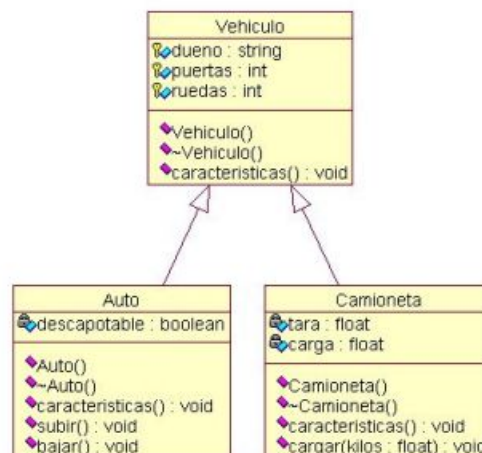 Vehiculo
dueno : string
puertas : int
ruedas : int
Vehiculo()
~Vehiculo()
caracteristicas() : void
Auto
descapotable : boolean
Auto()
~Auto()
caracteristicas() : void
subir() : void
bajar() : void
Camioneta
tara : float
carga : float
Camioneta()
~Camioneta()
caracteristicas() : void
cargar(kilos : float) : void